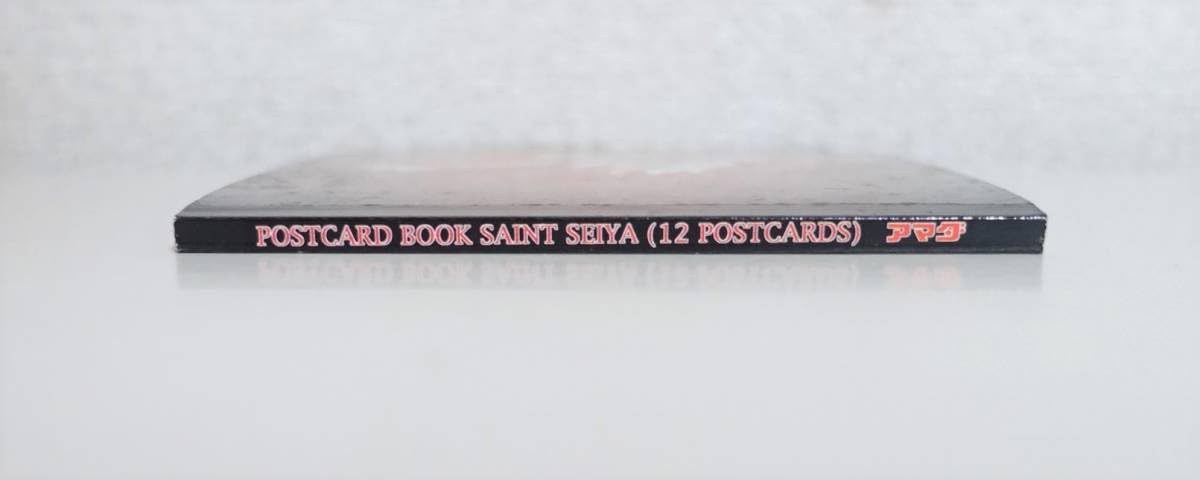 POSTCARD BOOK SAINT SEIYA (12 POSTCARDS) アマダ